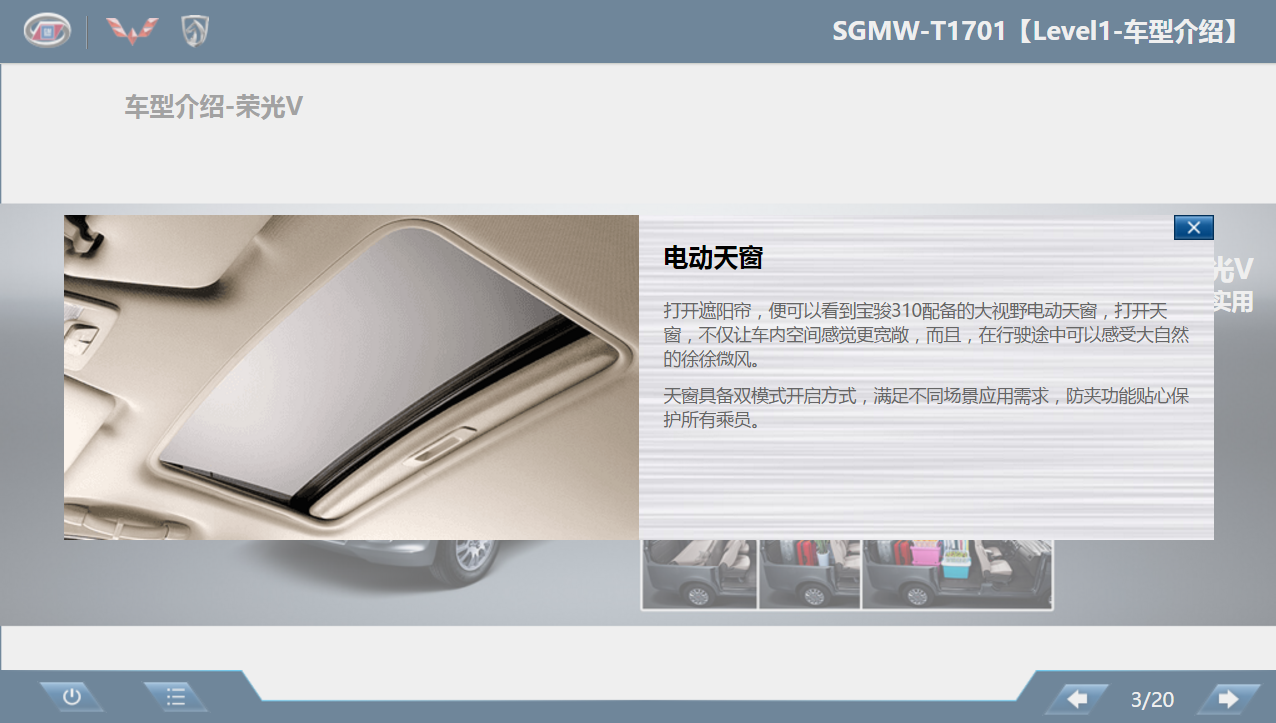 SGMW-T1701【Level1-车型介绍】
车型介绍-荣光V
光V
实用
电动天窗
打开遮阳帘，便可以看到宝骏310配备的大视野电动天窗，打开天
窗，不仅让车内空间感觉更宽敞，而且，在行驶途中可以感受大自然
的徐徐微风。
天窗具备双模式开启方式，满足不同场景应用需求，防夹功能贴心保
护所有乘员。
3/20